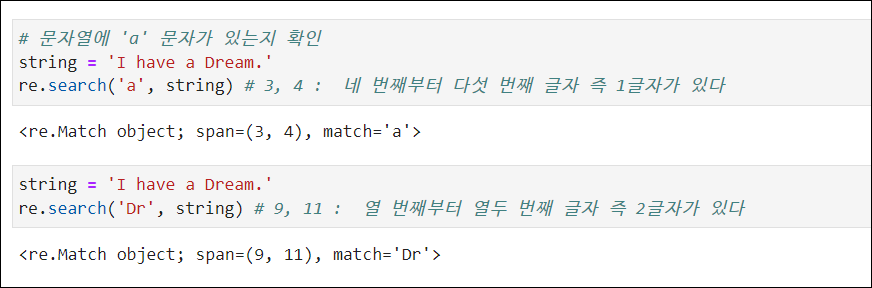 # 문자열에 'a' 문자가 있는지 확인
string = 'I have a Dream.'
re.search('a', string) # 3, 4 :  네 번째부터 다섯 번째 글자 즉 1글자가 있다
<re.Match object; span=(3, 4), match='a'>
string = 'I have a Dream.'
re.search('Dr', string) # 9, 11 :  열 번째부터 열두 번째 글자 즉 2글자가 있다
<re.Match object; span=(9, 11), match='Dr'>